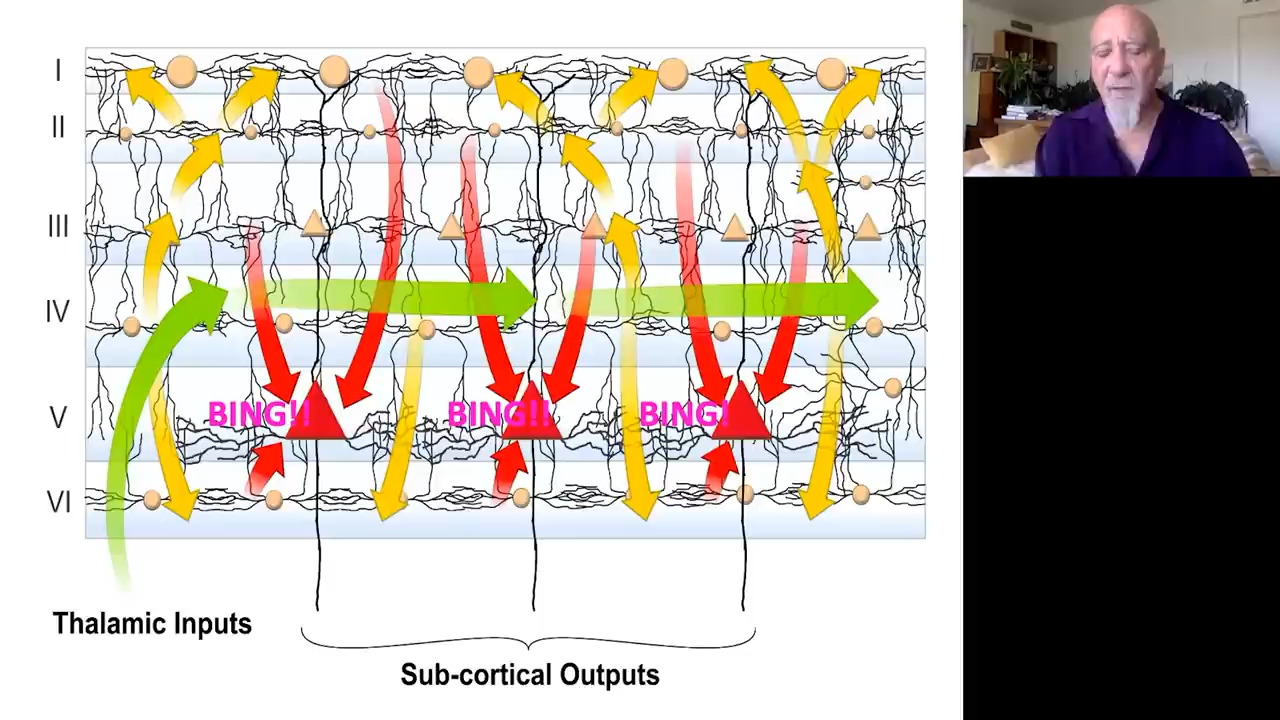 I
II
III
IV
V
VI
BING!! BING!! BING!
Thalamic Inputs
Sub-cortical Outputs